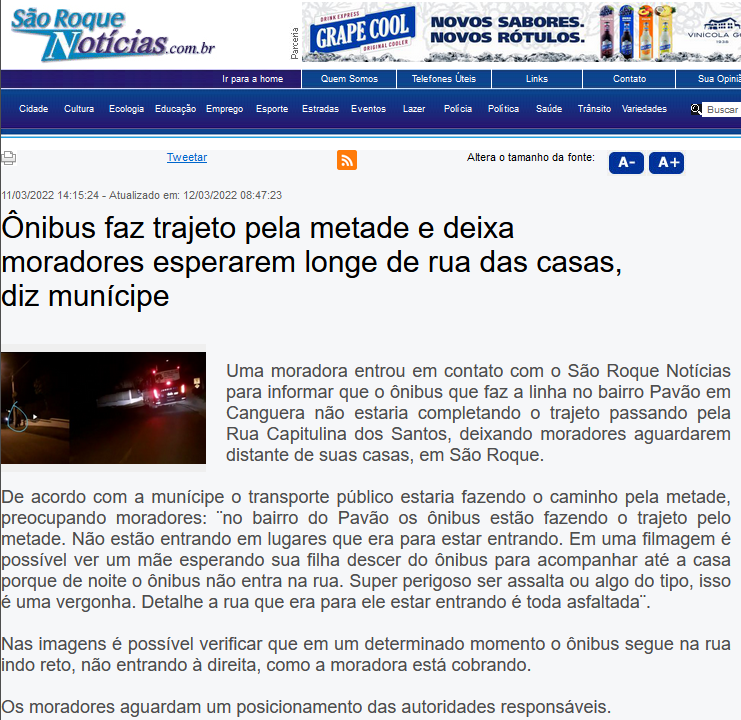 São Roque
Notícias.com.br
Parceria
DRINK EXPRESS
GRAPE COOL
ORIGINAL COOLER
NOVOS SABORES.
NOVOS RÓTULOS.
VINÍCOLA GO
1936
Ir para a home Quem Somos Telefones Úteis Links Contato Sua Opiniã
Cidade Cultura Ecologia Educação Emprego Esporte Estradas Eventos Lazer Polícia Política Saúde Trânsito Variedades Buscar
Tweetar Altera o tamanho da fonte: A- A+
11/03/2022 14:15:24 - Atualizado em: 12/03/2022 08:47:23
Ônibus faz trajeto pela metade e deixa
moradores esperarem longe de rua das casas,
diz munícipe
Uma moradora entrou em contato com o São Roque Notícias
para informar que o ônibus que faz a linha no bairro Pavão em
Canguera não estaria completando o trajeto passando pela
Rua Capitulina dos Santos, deixando moradores aguardarem
distante de suas casas, em São Roque.
De acordo com a munícipe o transporte público estaria fazendo o caminho pela metade,
preocupando moradores: ¨no bairro do Pavão os ônibus estão fazendo o trajeto pelo
metade. Não estão entrando em lugares que era para estar entrando. Em uma filmagem é
possível ver um mãe esperando sua filha descer do ônibus para acompanhar até a casa
porque de noite o ônibus não entra na rua. Super perigoso ser assalta ou algo do tipo, isso
é uma vergonha. Detalhe a rua que era para ele estar entrando é toda asfaltada¨.
Nas imagens é possível verificar que em um determinado momento o ônibus segue na rua
indo reto, não entrando à direita, como a moradora está cobrando.
Os moradores aguardam um posicionamento das autoridades responsáveis.